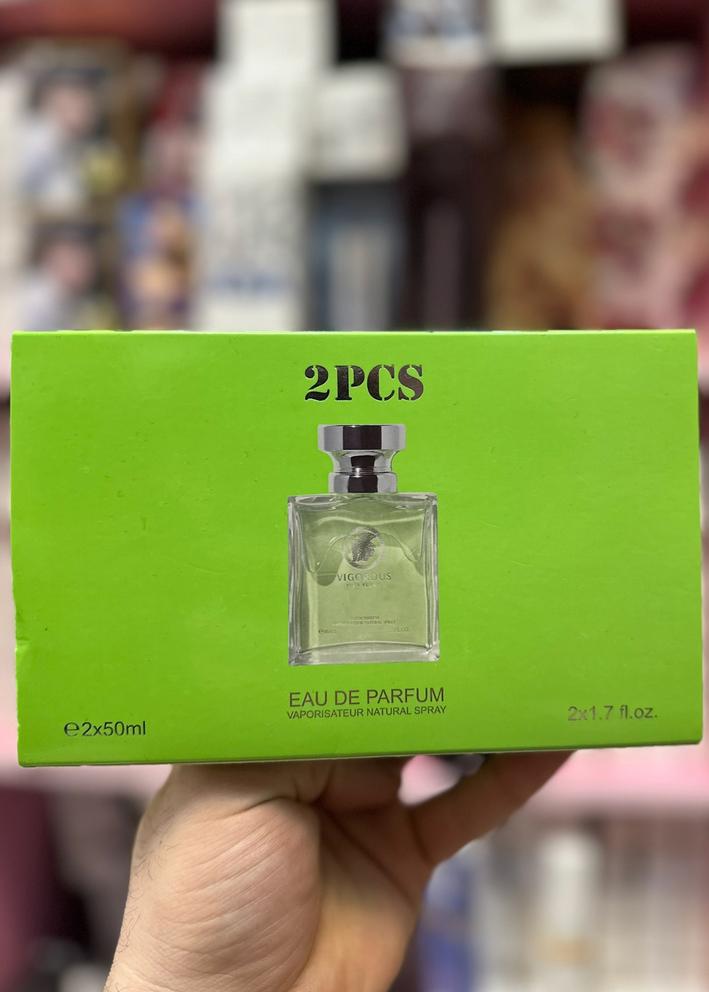 2PCS
VIGOROUS
EAU DE PARFUM
VAPORISATEUR NATURAL SPRAY
℮2x50ml
2x1.7 fl.oz.